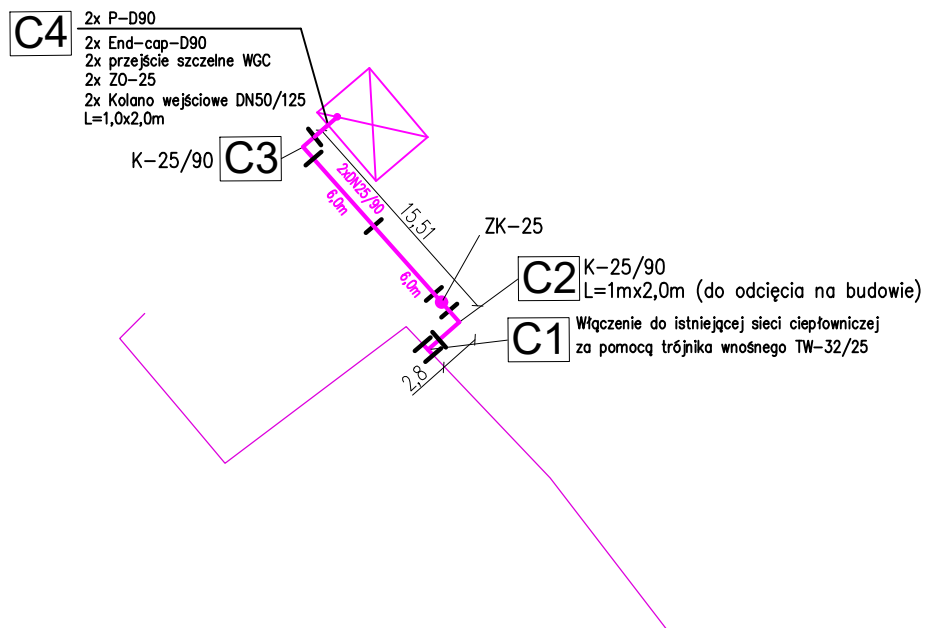 C4
2x P-D90
2x End-cap-D90
2x przejście szczelne WGC
2x ZO-25
2x Kolano wejściowe DN50/125
L=1,0x2,0m
K-25/90
C3
2xDN25/90
6,0m
15,51
6,0m
ZK-25
C2
K-25/90
L=1mx2,0m (do odcięcia na budowie)
C1
Włączenie do istniejącej sieci ciepłowniczej
za pomocą trójnika wnośnego TW-32/25
2,8